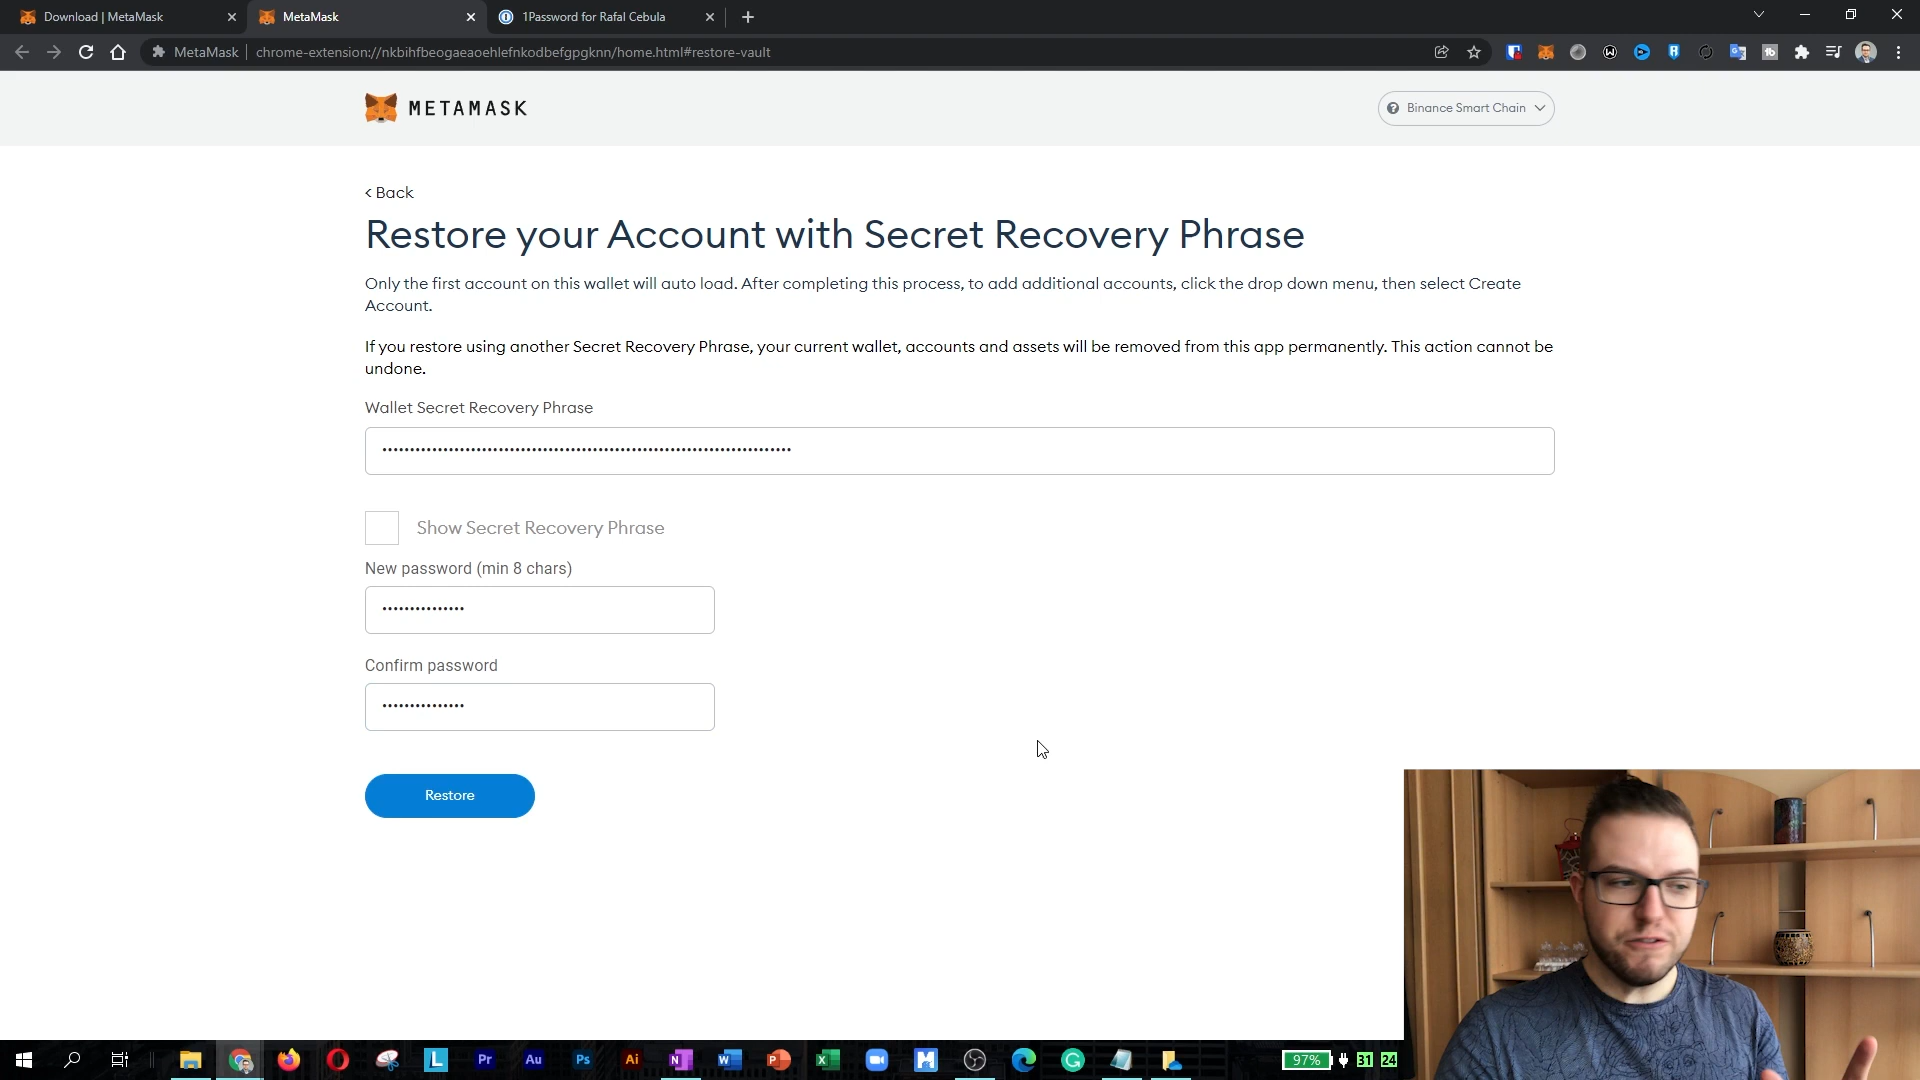 Download | MetaMask
MetaMask
1Password for Rafal Cebula
MetaMask
chrome-extension://nkbihfbeogaeaoehlefnkodbefgpgknn/home.html#restore-vault
METAMASK
Binance Smart Chain
< Back
Restore your Account with Secret Recovery Phrase
Only the first account on this wallet will auto load. After completing this process, to add additional accounts, click the drop down menu, then select Create
Account.
If you restore using another Secret Recovery Phrase, your current wallet, accounts and assets will be removed from this app permanently. This action cannot be
undone.
Wallet Secret Recovery Phrase
Show Secret Recovery Phrase
New password (min 8 chars)
Confirm password
Restore
L
Pr
Au
Ps
Ai
N
W
P
X
M
G
97%
31
24